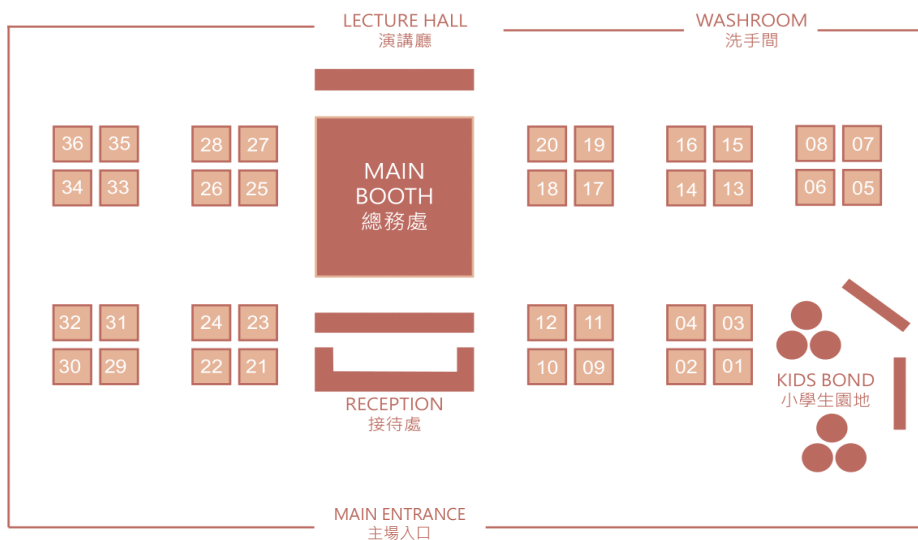 LECTURE HALL
演講廳
WASHROOM
洗手間
36 35
34 33
28 27
26 25
MAIN
BOOTH
總務處
20 19
18 17
16 15
14 13
08 07
06 05
32 31
30 29
24 23
22 21
12 11
10 09
04 03
02 01
KIDS BOND
小學生園地
RECEPTION
接待處
MAIN ENTRANCE
主場入口